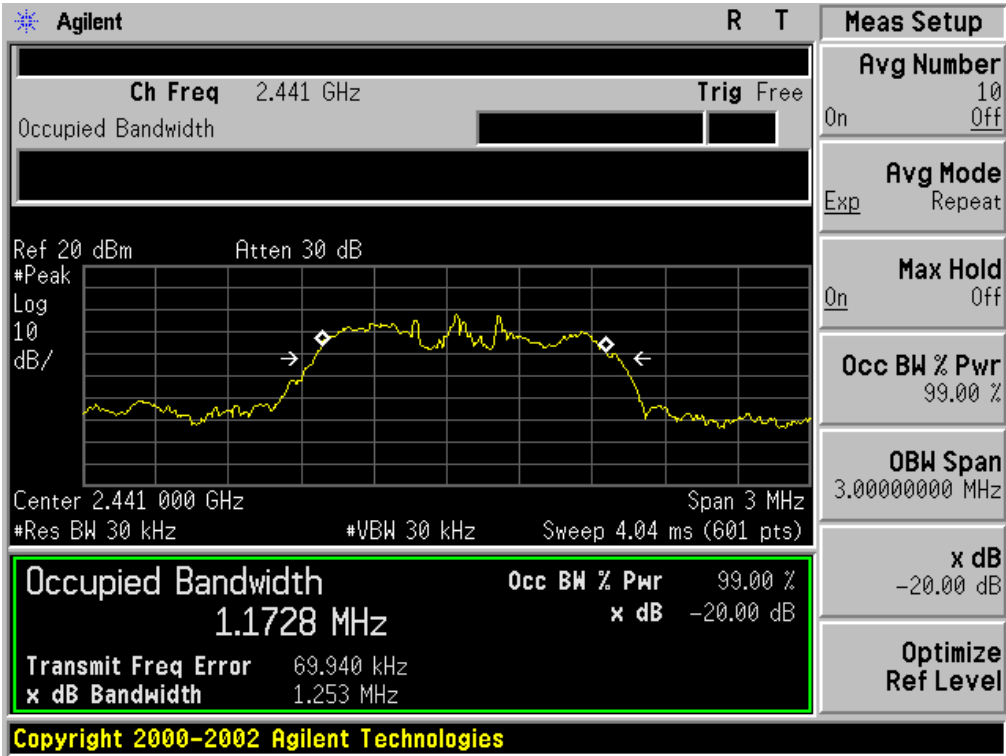 Agilent R T
Ch Freq 2.441 GHz Trig Free
Occupied Bandwidth
Ref 20 dBm Atten 30 dB
#Peak
Log
10
dB/
Center 2.441 000 GHz Span 3 MHz
#Res BW 30 kHz #VBW 30 kHz Sweep 4.04 ms (601 pts)
Occupied Bandwidth Occ BW % Pwr 99.00 %
1.1728 MHz x dB -20.00 dB
Transmit Freq Error 69.940 kHz
x dB Bandwidth 1.253 MHz
Copyright 2000-2002 Agilent Technologies
Meas Setup
Avg Number
10
On Off
Avg Mode
Exp Repeat
Max Hold
On Off
Occ BW % Pwr
99.00 %
OBW Span
3.00000000 MHz
x dB
-20.00 dB
Optimize
Ref Level